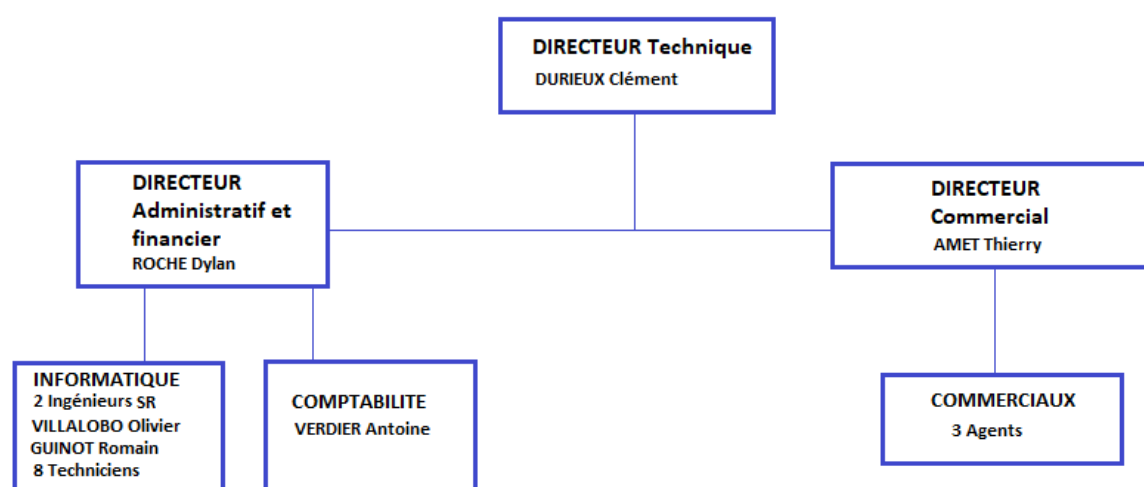 DIRECTEUR Technique
DURIEUX Clément
DIRECTEUR
Administratif et
financier
ROCHE Dylan
DIRECTEUR
Commercial
AMET Thierry
INFORMATIQUE
2 Ingénieurs SR
VILLALOBO Olivier
GUINOT Romain
8 Techniciens
COMPTABILITE
VERDIER Antoine
COMMERCIAUX
3 Agents